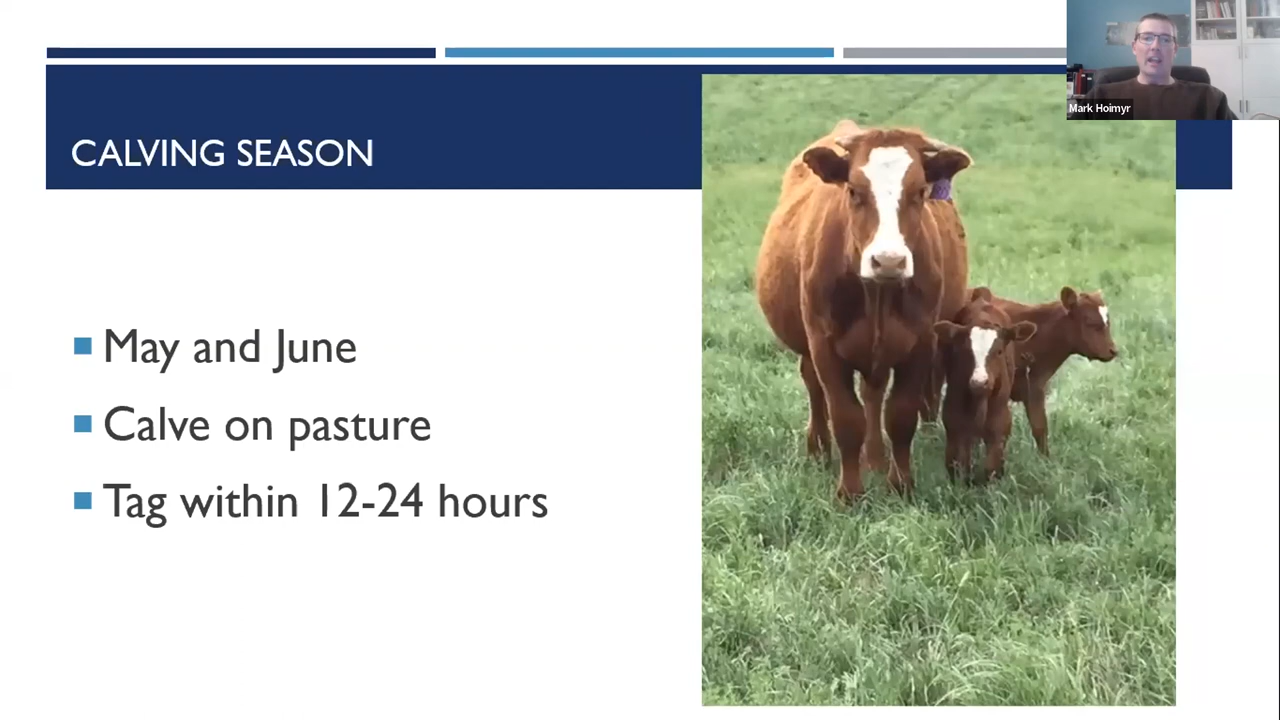 CALVING SEASON
May and June
Calve on pasture
Tag within 12-24 hours
Mark Hoimyr